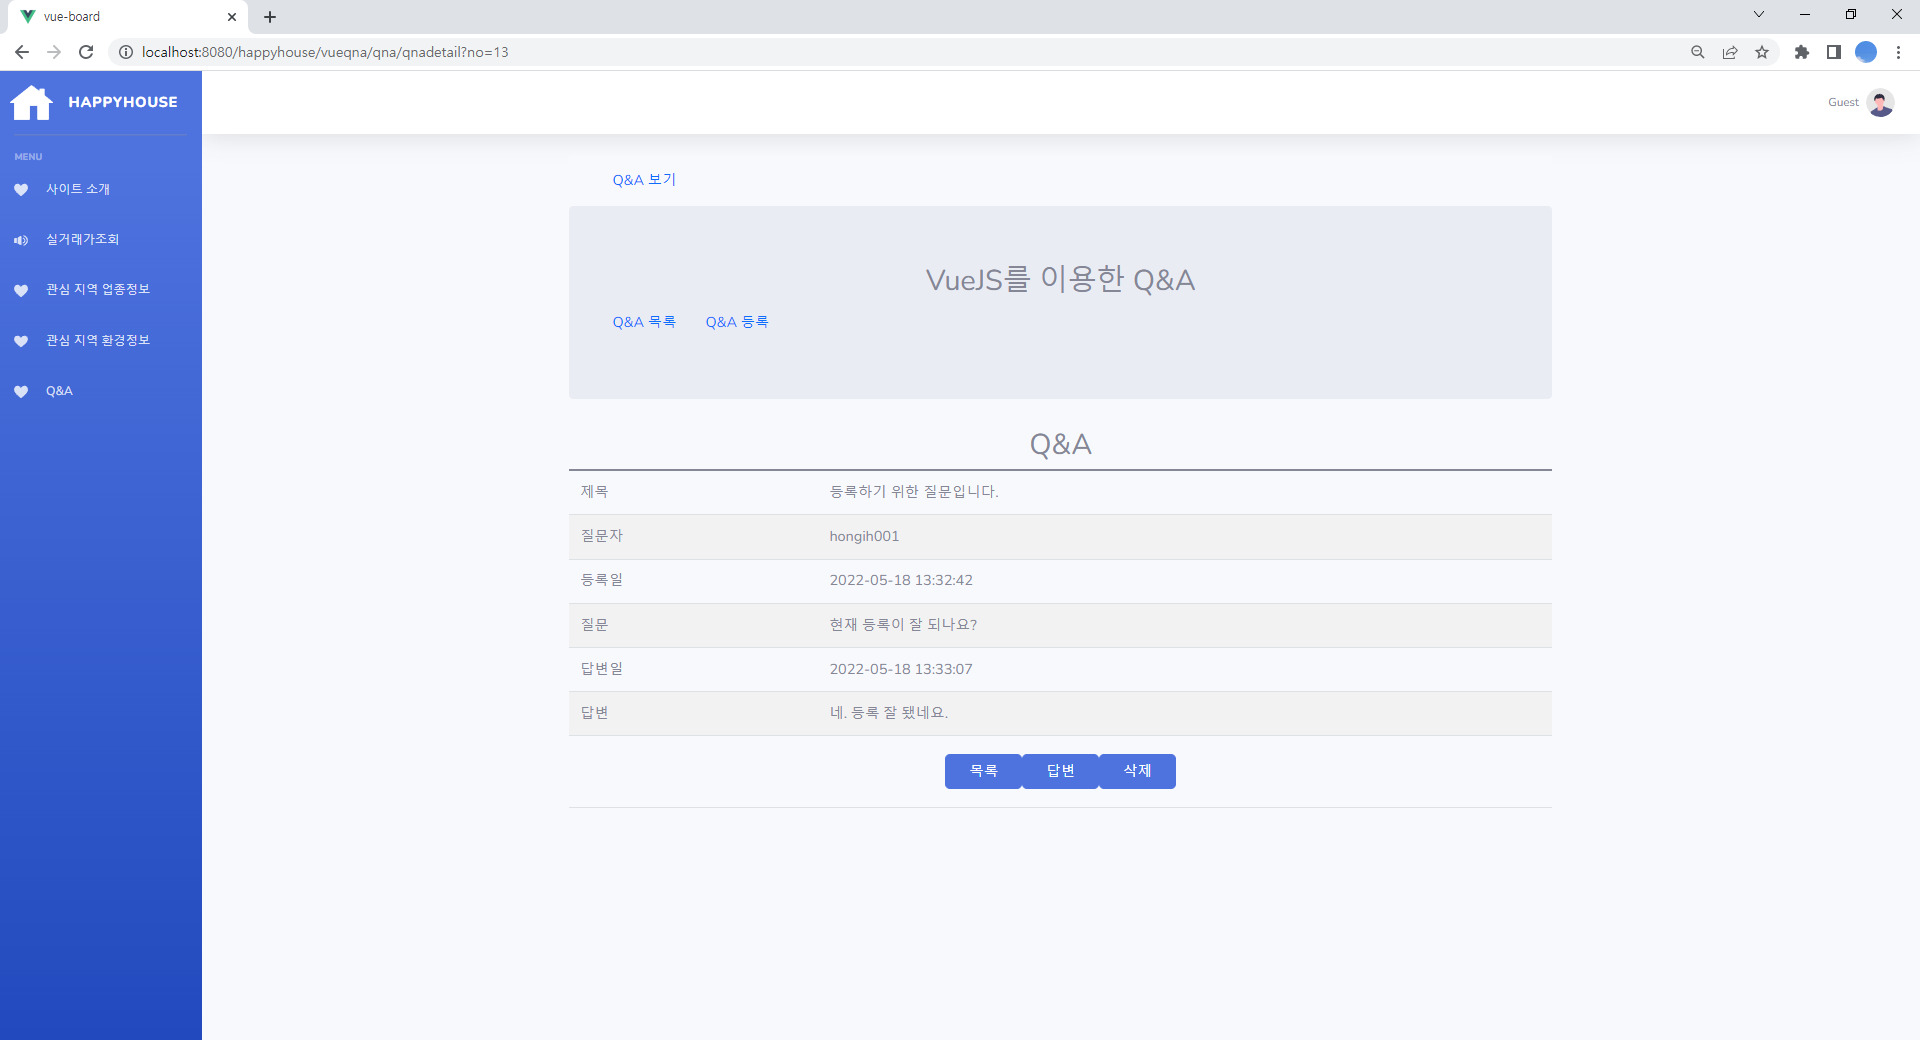 vue-board
localhost:8080/happyhouse/vueqna/qna/qnadetail?no=13
HAPPYHOUSE
Guest
MENU
사이트 소개
실거래가조회
관심 지역 업종정보
관심 지역 환경정보
Q&A
Q&A 보기
VueJS를 이용한 Q&A
Q&A 목록 Q&A 등록
Q&A
제목 등록하기 위한 질문입니다.
질문자 hongih001
등록일 2022-05-18 13:32:42
질문 현재 등록이 잘 되나요?
답변일 2022-05-18 13:33:07
답변 네. 등록 잘 됐네요.
목록 답변 삭제